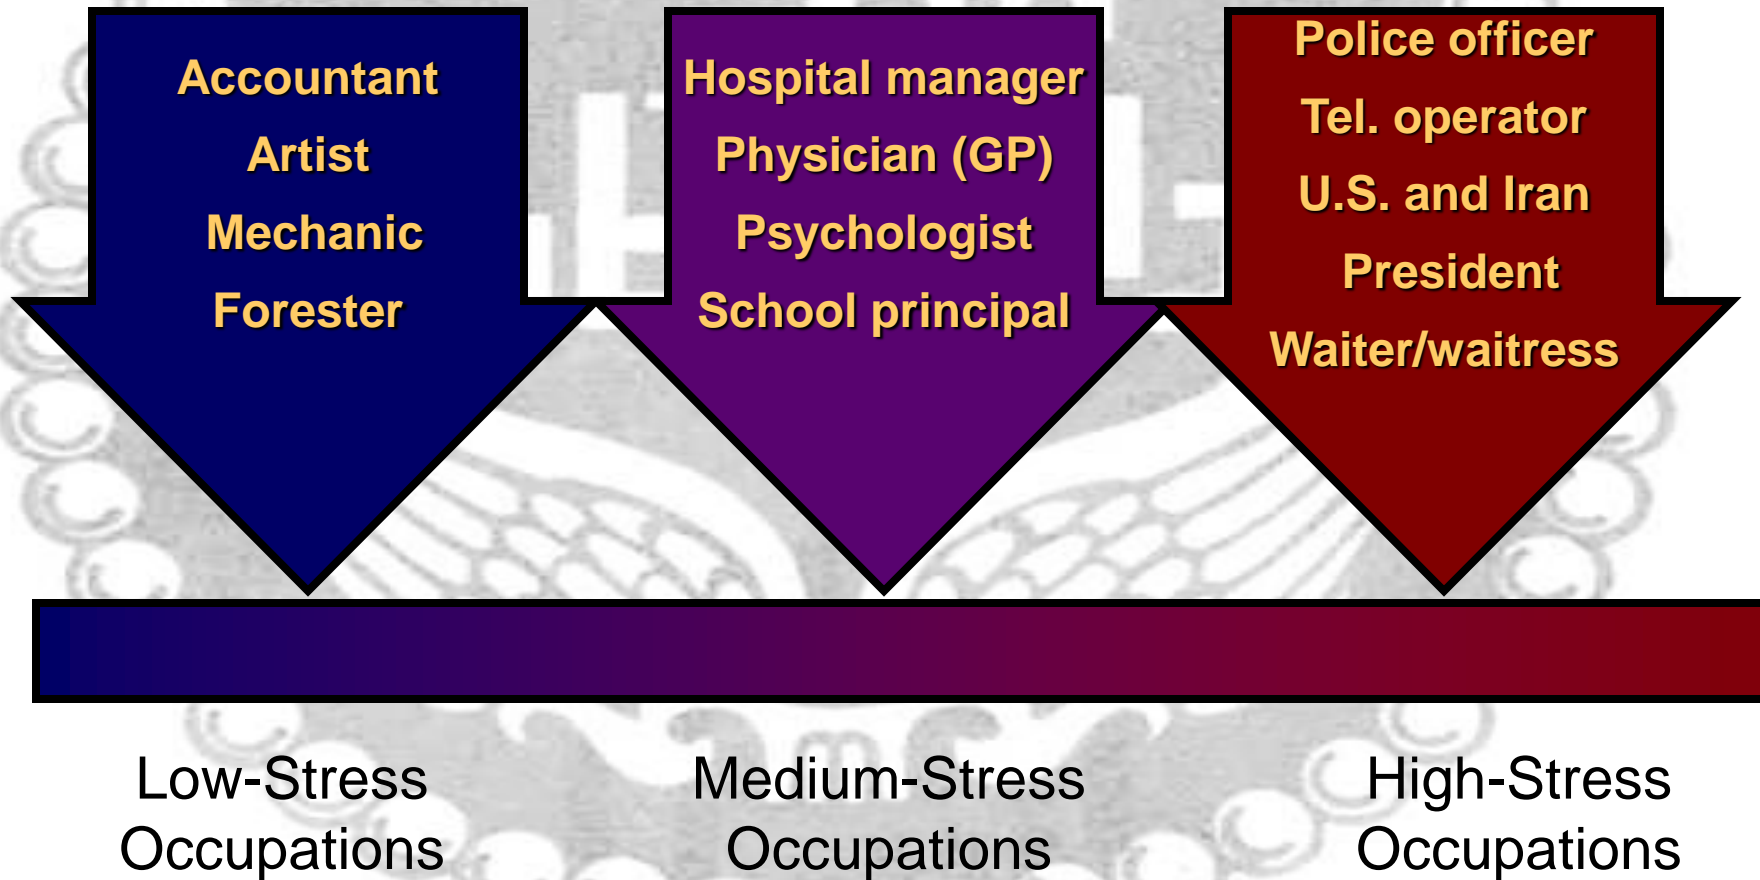 Accountant
Artist
Mechanic
Forester
Hospital manager
Physician (GP)
Psychologist
School principal
Police officer
Tel. operator
U.S. and Iran
President
Waiter/waitress
Low-Stress
Occupations
Medium-Stress
Occupations
High-Stress
Occupations